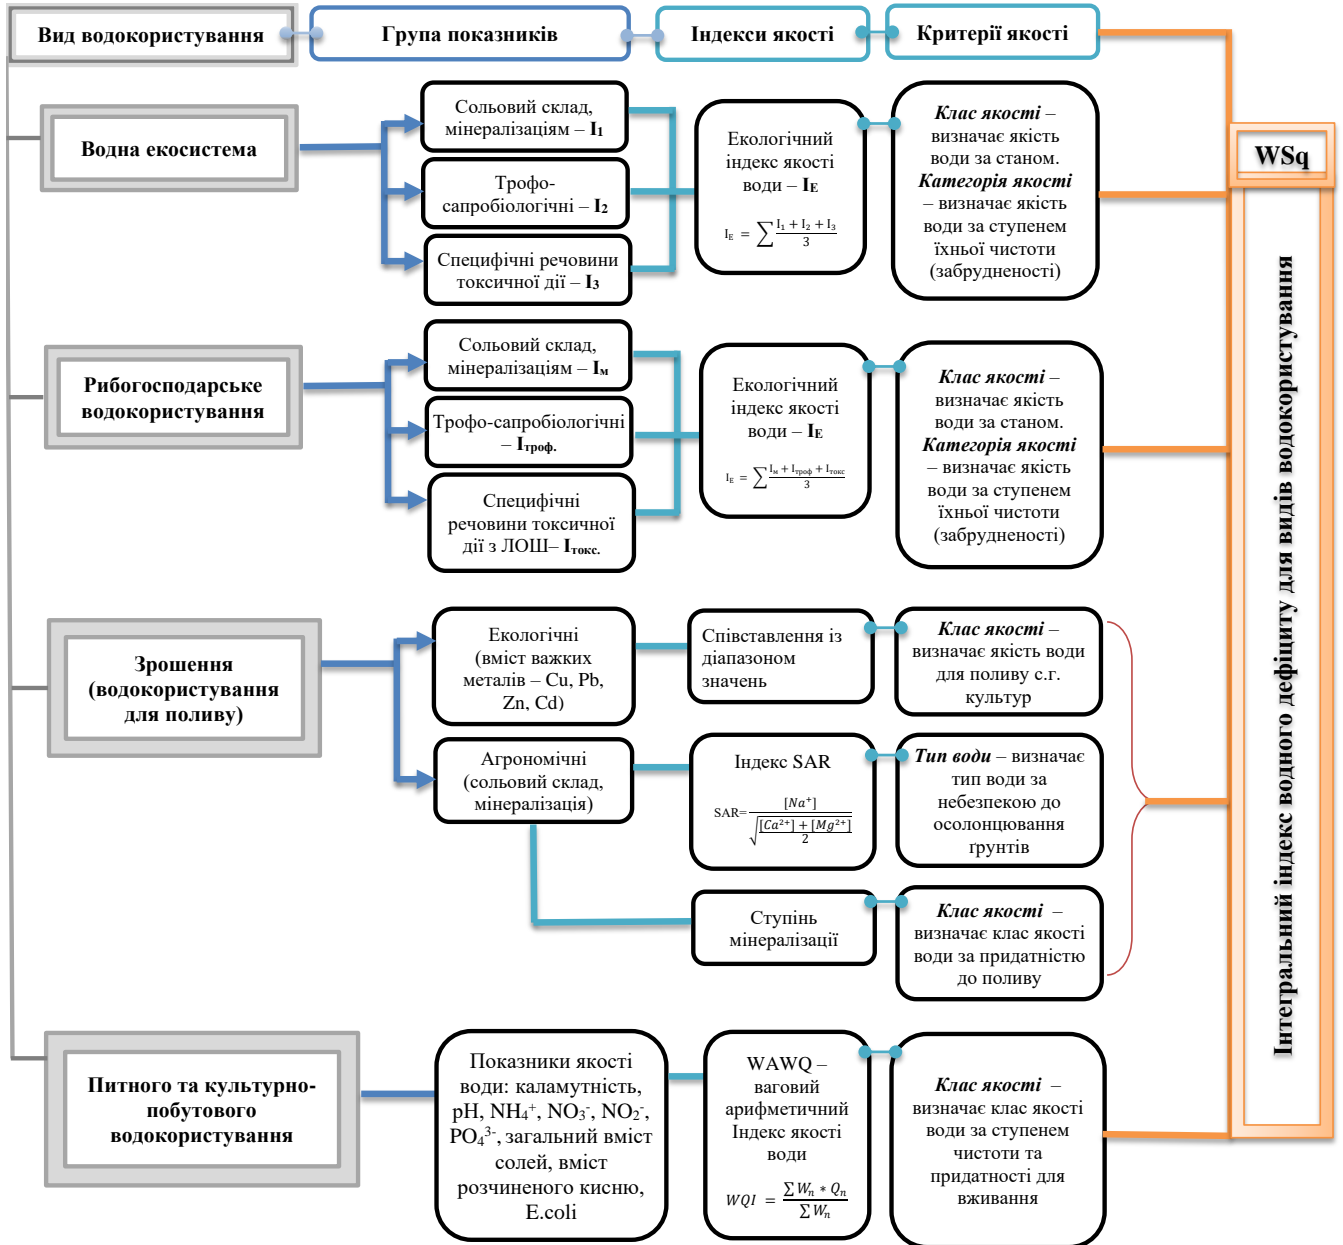 Вид водокористування
Група показників
Індекси якості
Критерії якості
Водна екосистема
Сольовий склад,
мінералізаціям – I1
Трофо-
сапробіологічні – I2
Специфічні речовини
токсичної дії – I3
Екологічний
індекс якості
води – IE
IE = ∑ (I1 + I2 + I3)/3
Клас якості –
визначає якість
води за станом.
Категорія якості
– визначає якість
води за ступенем
їхньої чистоти
(забрудненості)
Рибогосподарське
водокористування
Сольовий склад,
мінералізаціям – Iм
Трофо-сапробіологічні
– Iтроф.
Специфічні
речовини токсичної
дії з ЛОШ– Iтокс.
Екологічний
індекс якості
води – IE
IE = ∑ (Iм + Iтроф + Iтокс)/3
Клас якості –
визначає якість
води за станом.
Категорія якості
– визначає якість
води за ступенем
їхньої чистоти
(забрудненості)
Зрошення
(водокористування
для поливу)
Екологічні
(вміст важких
металів – Cu, Pb,
Zn, Cd)
Співставлення із
діапазоном
значень
Клас якості –
визначає якість води
для поливу с.г.
культур
Агрономічні
(сольовий склад,
мінералізація)
Індекс SAR
SAR= [Na⁺] / √(([Ca²⁺] + [Mg²⁺])/2)
Тип води – визначає
тип води за
небезпекою до
осолонцювання
ґрунтів
Ступінь
мінералізації
Клас якості –
визначає клас якості
води за придатністю
до поливу
Питного та культурно-
побутового
водокористування
Показники якості
води: каламутність,
pH, NH₄⁺, NO₃⁻, NO₂⁻,
PO₄³⁻, загальний вміст
солей, вміст
розчиненого кисню,
E.coli
WAWQ –
ваговий
арифметичний
Індекс якості
води
WQI = ∑ Wn * Qn / ∑ Wn
Клас якості –
визначає клас якості
води за ступенем
чистоти та
придатності для
вживання
WSq
Інтегральний індекс водного дефіциту для видів водокористування